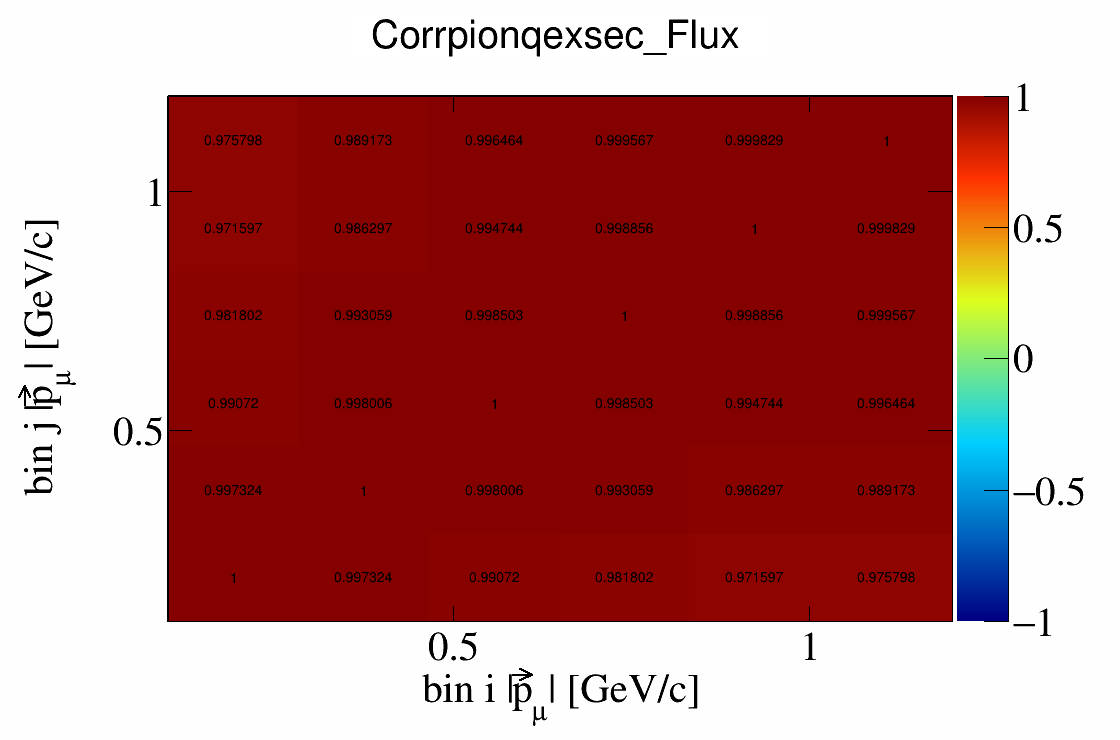 Corrpionqexsec_Flux
0.975798 0.989173 0.996464 0.999567 0.999829 1
0.971597 0.986297 0.994744 0.998856 1 0.999829
0.981802 0.993059 0.998503 1 0.998856 0.999567
0.99072 0.998006 1 0.998503 0.994744 0.996464
0.997324 1 0.998006 0.993059 0.986297 0.989173
1 0.997324 0.99072 0.981802 0.971597 0.975798
1
0.5
bin j |p⃗μ| [GeV/c]
0.5 1
bin i |p⃗μ| [GeV/c]
1
0.5
0
−0.5
−1